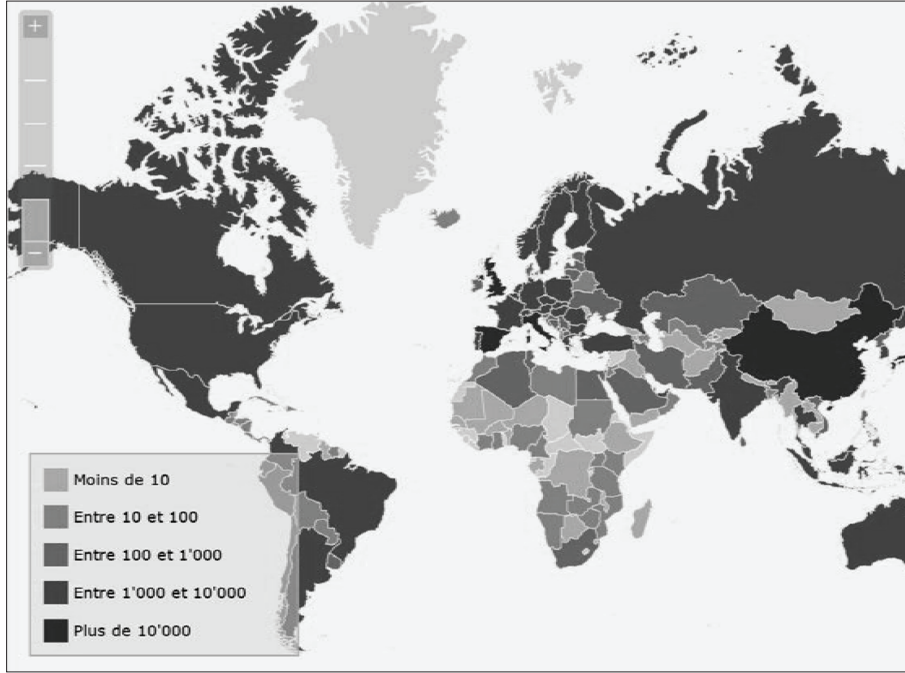 +
−
Moins de 10
Entre 10 et 100
Entre 100 et 1'000
Entre 1'000 et 10'000
Plus de 10'000